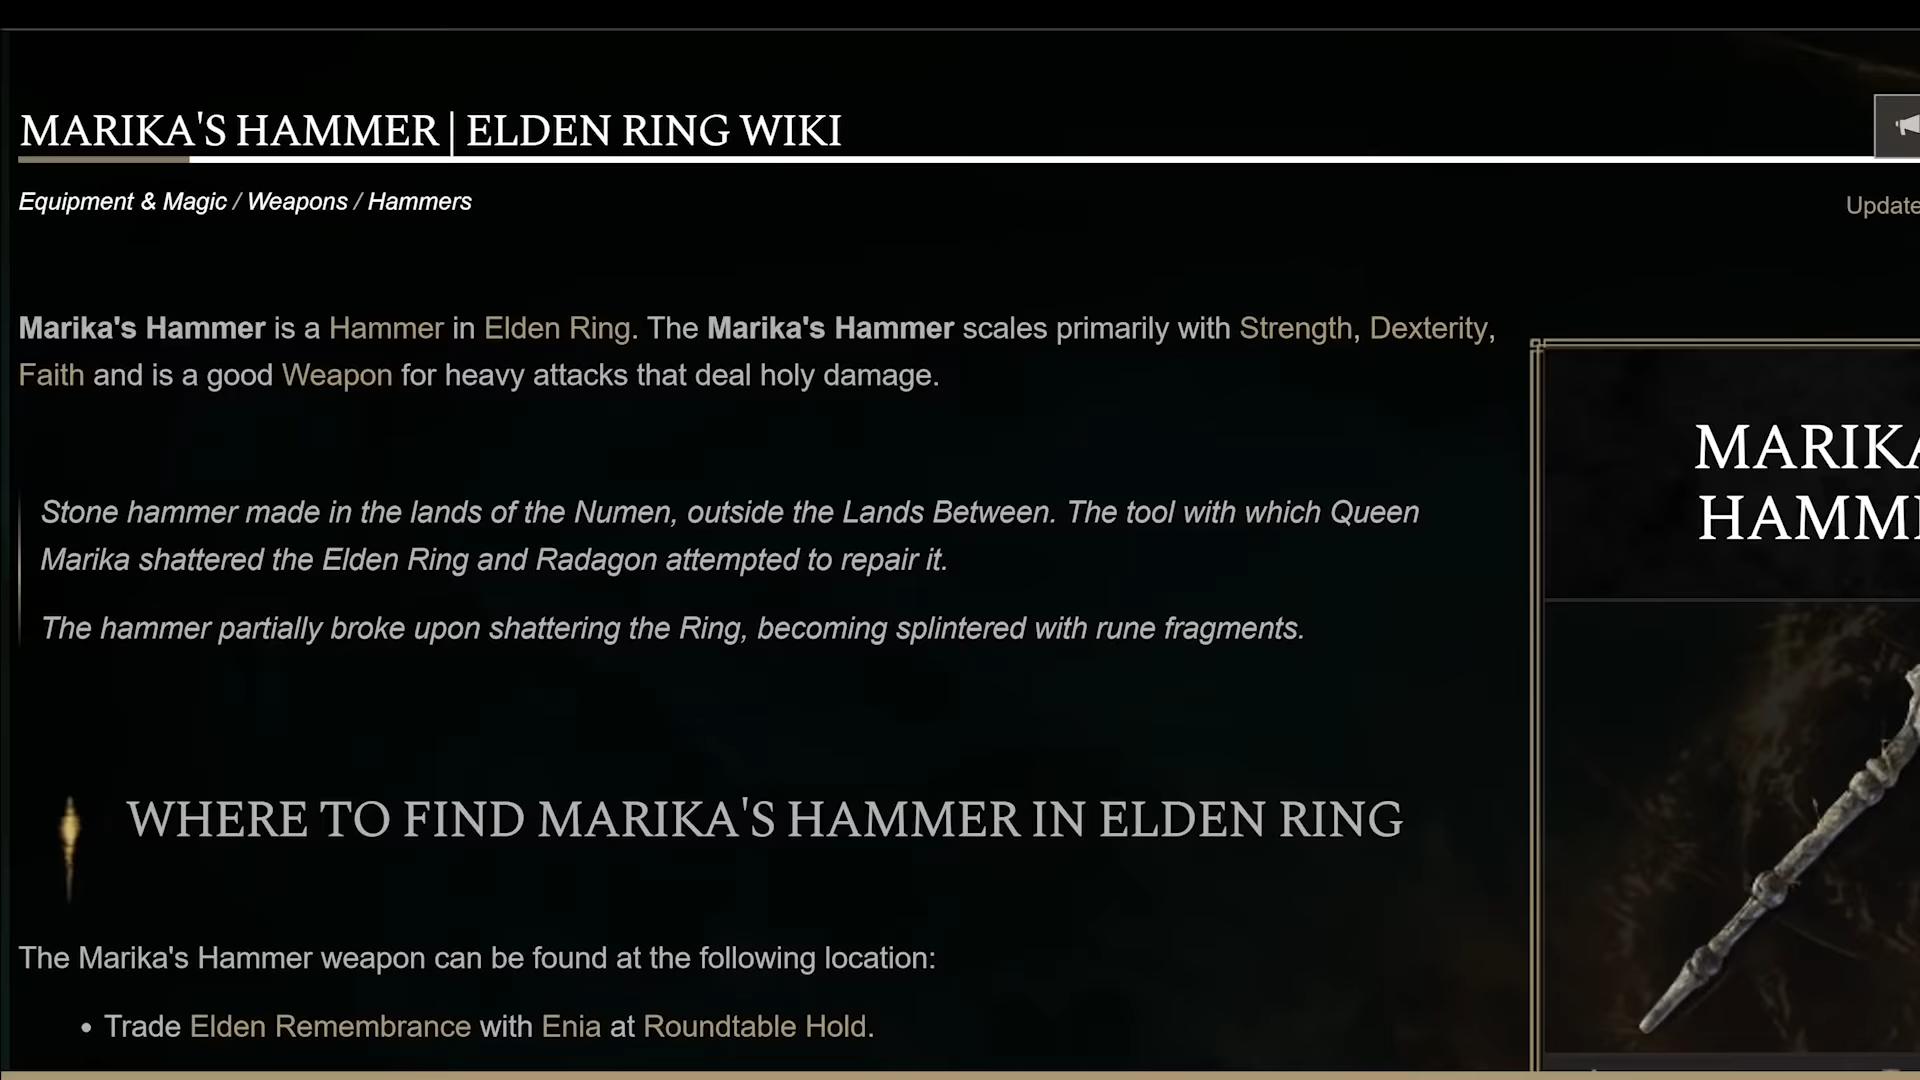 MARIKA'S HAMMER | ELDEN RING WIKI
Equipment & Magic / Weapons / Hammers
Update
Marika's Hammer is a Hammer in Elden Ring. The Marika's Hammer scales primarily with Strength, Dexterity,
Faith and is a good Weapon for heavy attacks that deal holy damage.
MARIKA
HAMM
Stone hammer made in the lands of the Numen, outside the Lands Between. The tool with which Queen
Marika shattered the Elden Ring and Radagon attempted to repair it.
The hammer partially broke upon shattering the Ring, becoming splintered with rune fragments.
WHERE TO FIND MARIKA'S HAMMER IN ELDEN RING
The Marika's Hammer weapon can be found at the following location:
• Trade Elden Remembrance with Enia at Roundtable Hold.